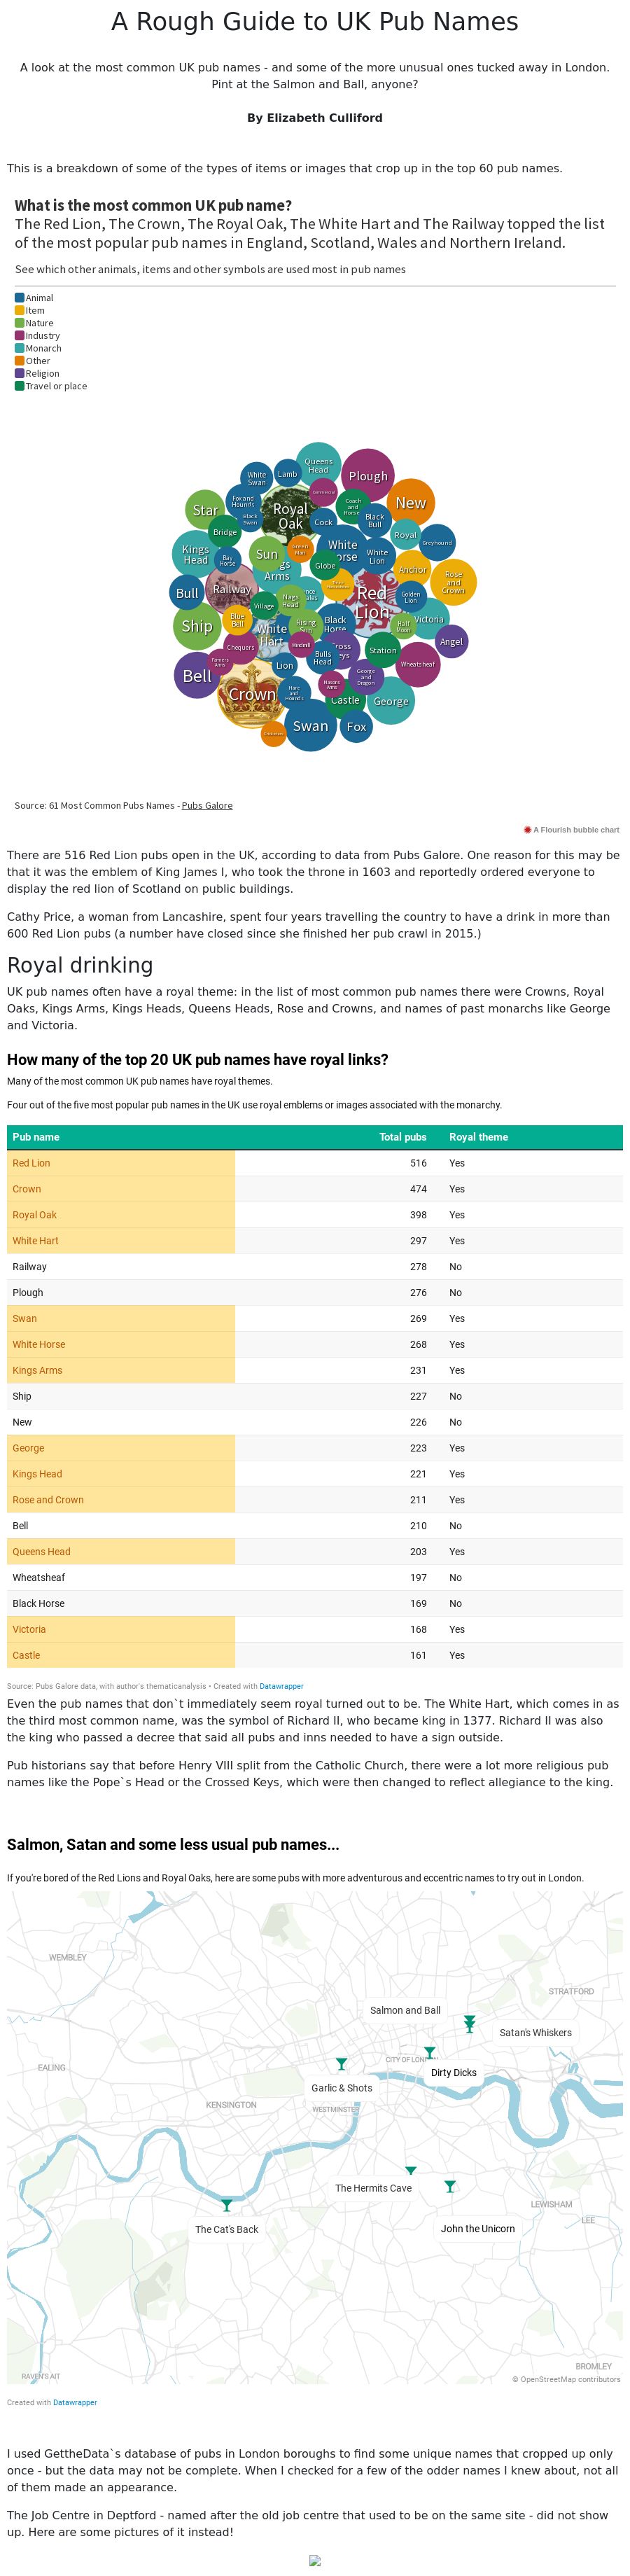 A Rough Guide to UK Pub Names
A look at the most common UK pub names - and some of the more unusual ones tucked away in London.
Pint at the Salmon and Ball, anyone?
By Elizabeth Culliford
This is a breakdown of some of the types of items or images that crop up in the top 60 pub names.
What is the most common UK pub name?
The Red Lion, The Crown, The Royal Oak, The White Hart and The Railway topped the list
of the most popular pub names in England, Scotland, Wales and Northern Ireland.
See which other animals, items and other symbols are used most in pub names
Animal
Item
Nature
Industry
Monarch
Other
Religion
Travel or place
Queens
Head
Plough
White
Swan
Lamb
New
Fox and
Hounds
Coach
and
Horses
Star
Royal
Oak
Black
Swan
Cock
Black
Bull
Bridge
Royal
Greyhound
Kings
Head
Sun
Arms
Green
Man
White
Horse
White
Lion
Bay
Horse
Globe
Anchor
Rose
and
Crown
Bull
Railway
Nags
Head
Red
Lion
Golden
Lion
Village
Ship
Blue
Bell
White
Hart
Rising
Sun
Black
Horse
Half
Moon
Victoria
Angel
Chequers
Windmill
Cross
Keys
Station
Farmers
Arms
Bulls
Head
Wheatsheaf
Bell
Lion
George
and
Dragon
Crown
Hare
and
Hounds
Masons
Arms
Castle
George
Swan
Fox
Source: 61 Most Common Pubs Names - Pubs Galore
A Flourish bubble chart
There are 516 Red Lion pubs open in the UK, according to data from Pubs Galore. One reason for this may be
that it was the emblem of King James I, who took the throne in 1603 and reportedly ordered everyone to
display the red lion of Scotland on public buildings.
Cathy Price, a woman from Lancashire, spent four years travelling the country to have a drink in more than
600 Red Lion pubs (a number have closed since she finished her pub crawl in 2015.)
Royal drinking
UK pub names often have a royal theme: in the list of most common pub names there were Crowns, Royal
Oaks, Kings Arms, Kings Heads, Queens Heads, Rose and Crowns, and names of past monarchs like George
and Victoria.
How many of the top 20 UK pub names have royal links?
Many of the most common UK pub names have royal themes.
Four out of the five most popular pub names in the UK use royal emblems or images associated with the monarchy.
Pub name Total pubs Royal theme
Red Lion 516 Yes
Crown 474 Yes
Royal Oak 398 Yes
White Hart 297 Yes
Railway 278 No
Plough 276 No
Swan 269 Yes
White Horse 268 Yes
Kings Arms 231 Yes
Ship 227 No
New 226 No
George 223 Yes
Kings Head 221 Yes
Rose and Crown 211 Yes
Bell 210 No
Queens Head 203 Yes
Wheatsheaf 197 No
Black Horse 169 No
Victoria 168 Yes
Castle 161 Yes
Source: Pubs Galore data, with author's thematicanalysis • Created with Datawrapper
Even the pub names that don`t immediately seem royal turned out to be. The White Hart, which comes in as
the third most common name, was the symbol of Richard II, who became king in 1377. Richard II was also
the king who passed a decree that said all pubs and inns needed to have a sign outside.
Pub historians say that before Henry VIII split from the Catholic Church, there were a lot more religious pub
names like the Pope`s Head or the Crossed Keys, which were then changed to reflect allegiance to the king.
Salmon, Satan and some less usual pub names...
If you're bored of the Red Lions and Royal Oaks, here are some pubs with more adventurous and eccentric names to try out in London.
WEMBLEY
STRATFORD
Salmon and Ball
Satan's Whiskers
CITY OF LONDON
EALING
Dirty Dicks
Garlic & Shots
KENSINGTON
WESTMINSTER
The Hermits Cave
LEWISHAM
LEE
The Cat's Back
John the Unicorn
BROMLEY
RAVEN'S AIT
© OpenStreetMap contributors
Created with Datawrapper
I used GettheData`s database of pubs in London boroughs to find some unique names that cropped up only
once - but the data may not be complete. When I checked for a few of the odder names I knew about, not all
of them made an appearance.
The Job Centre in Deptford - named after the old job centre that used to be on the same site - did not show
up. Here are some pictures of it instead!